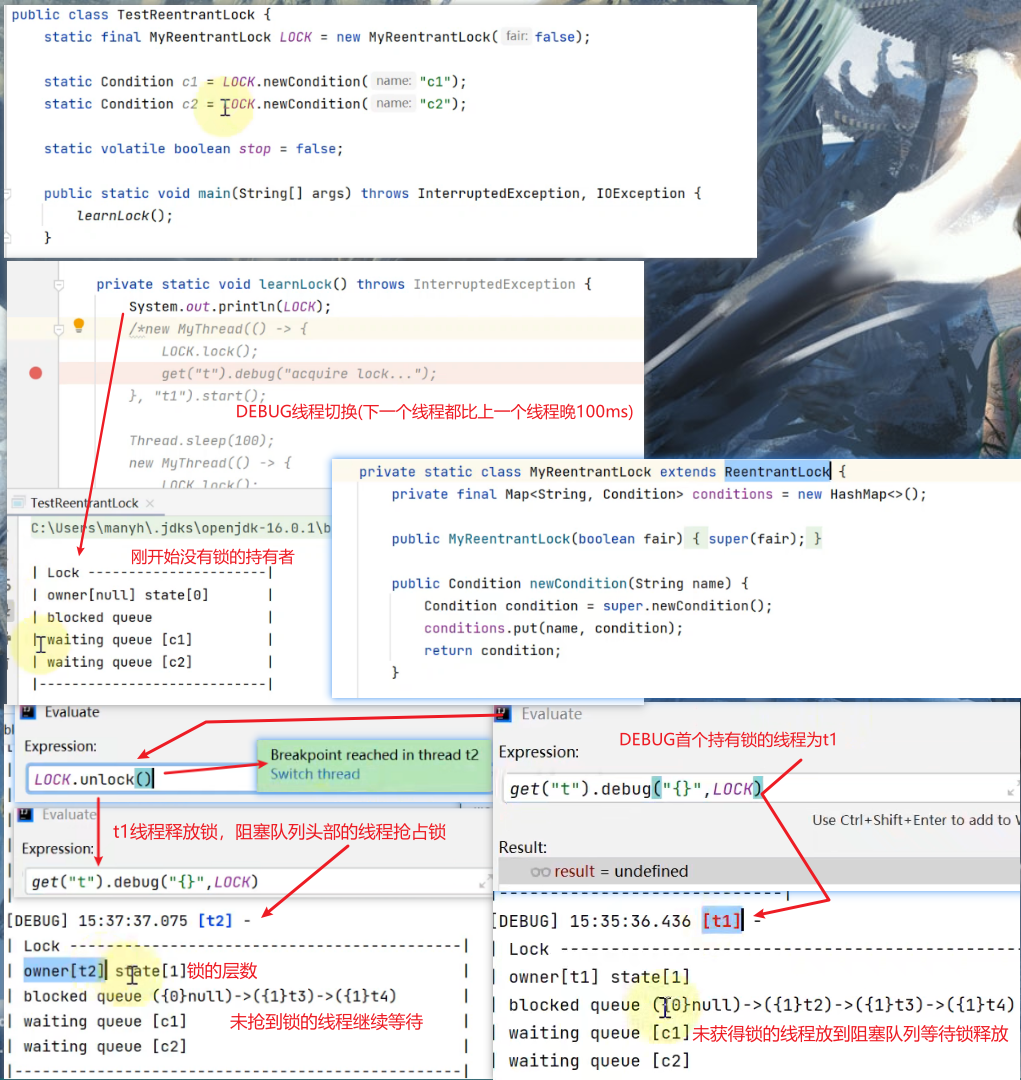 public class TestReentrantLock {
static final MyReentrantLock LOCK = new MyReentrantLock( fair: false);
static Condition c1 = LOCK.newCondition( name: "c1");
static Condition c2 = LOCK.newCondition( name: "c2");
static volatile boolean stop = false;
public static void main(String[] args) throws InterruptedException, IOException {
learnLock();
}
private static void learnLock() throws InterruptedException {
System.out.println(LOCK);
/*new MyThread(() -> {
LOCK.lock();
get("t").debug("acquire lock...");
}, "t1").start();
DEBUG线程切换(下一个线程都比上一个线程晚100ms)
Thread.sleep(100);
new MyThread(() -> {
LOCK.lock();
private static class MyReentrantLock extends ReentrantLock {
private final Map<String, Condition> conditions = new HashMap<>();
public MyReentrantLock(boolean fair) { super(fair); }
public Condition newCondition(String name) {
Condition condition = super.newCondition();
conditions.put(name, condition);
return condition;
}
TestReentrantLock
C:\Users\manyh\.jdks\openjdk-16.0.1\b
刚开始没有锁的持有者
| Lock ----------------------|
| owner[null] state[0] |
| blocked queue |
| waiting queue [c1] |
| waiting queue [c2] |
|----------------------------|
Evaluate
Expression:
LOCK.unlock()
Breakpoint reached in thread t2
Switch thread
Evaluate
t1线程释放锁，阻塞队列头部的线程抢占锁
Expression:
get("t").debug("{}",LOCK)
[DEBUG] 15:37:37.075 [t2] -
| Lock ----------------------------------------------|
| owner[t2] state[1]锁的层数 |
| blocked queue ({0}null)->({1}t3)->({1}t4) |
| waiting queue [c1] 未抢到锁的线程继续等待 |
| waiting queue [c2] |
|----------------------------------------------------|
Evaluate
DEBUG首个持有锁的线程为t1
Expression:
get("t").debug("{}",LOCK)
Use Ctrl+Shift+Enter to add to W
Result:
result = undefined
|----------------------------|
[DEBUG] 15:35:36.436 [t1] -
| Lock ----------------------------------------
| owner[t1] state[1]
| blocked queue ({0}null)->({1}t2)->({1}t3)->({1}t4)
| waiting queue [c1]未获得锁的线程放到阻塞队列等待锁释放
| waiting queue [c2]